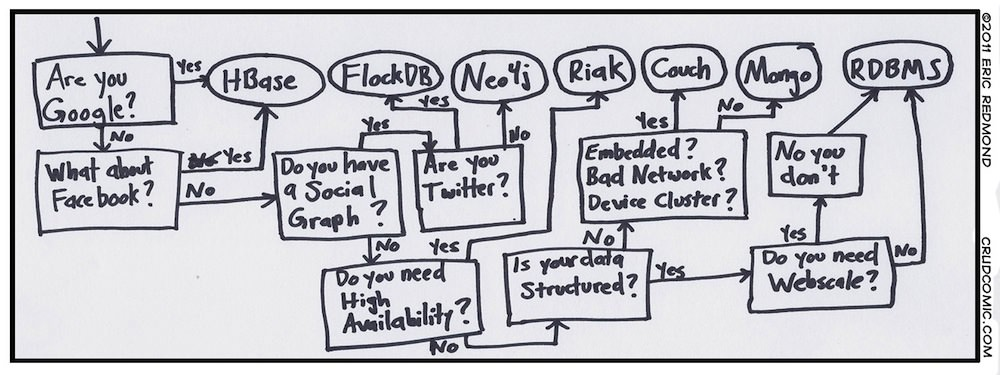 Are you
Google?
Yes
HBase
FlockDB
Neo4j
Riak
Couch
Mongo
RDBMS
No
What about
Facebook?
Yes
No
Do you have
a Social
Graph?
Yes
Are you
Twitter?
Yes
No
No
Do you need
High
Availability?
Yes
No
Is your data
Structured?
No
Yes
Embedded?
Bad Network?
Device Cluster?
Yes
No
Do you need
Webscale?
Yes
No
No you
don't
©2011 ERIC REDMOND
CRUDCOMIC.COM